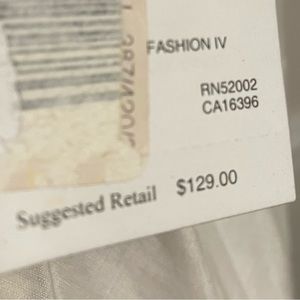 FASHION IV
RN52002
CA16396
Suggested Retail $129.00